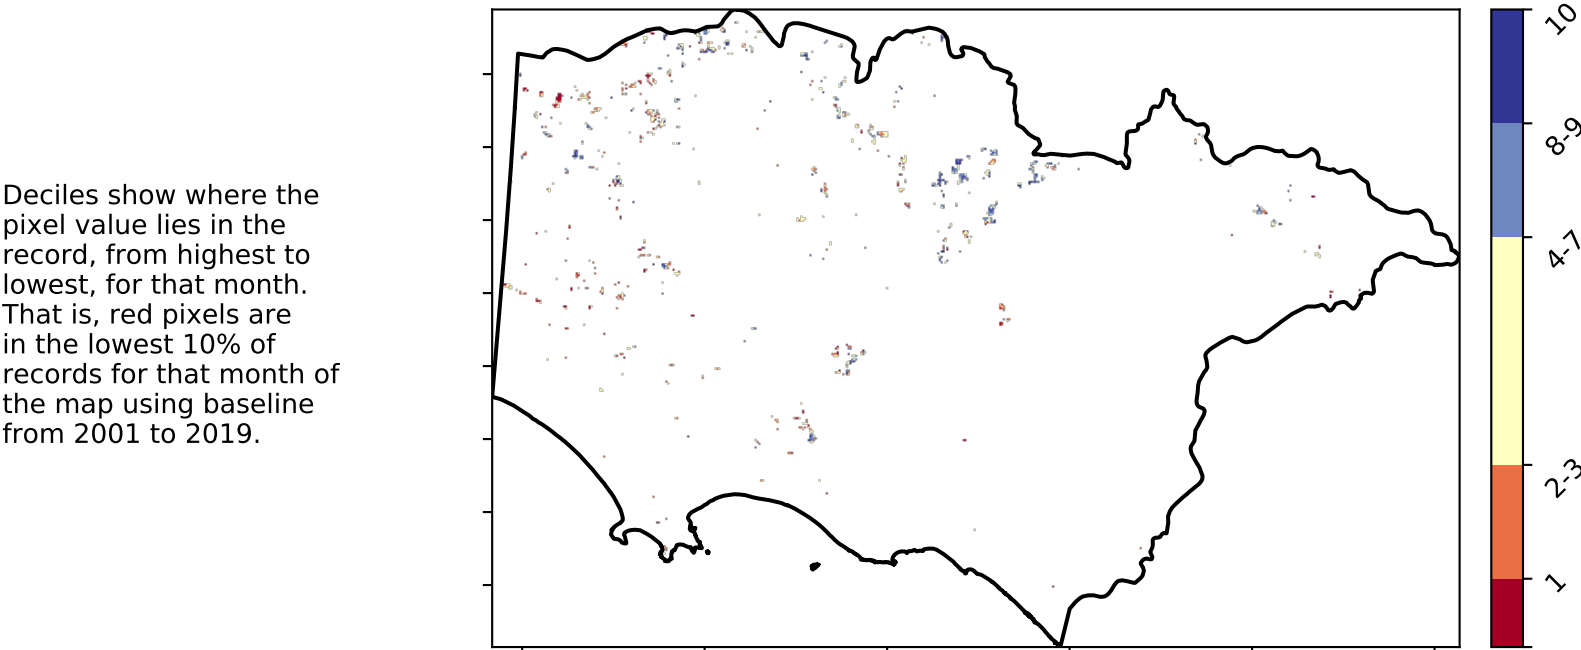 Deciles show where the
pixel value lies in the
record, from highest to
lowest, for that month.
That is, red pixels are
in the lowest 10% of
records for that month of
the map using baseline
from 2001 to 2019.
10
8-9
4-7
2-3
1